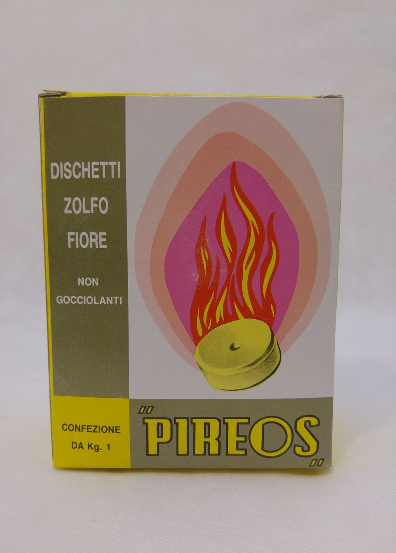 DISCHETTI
ZOLFO
FIORE
NON
GOCCIOLANTI
CONFEZIONE
DA Kg. 1
"PIREOS"